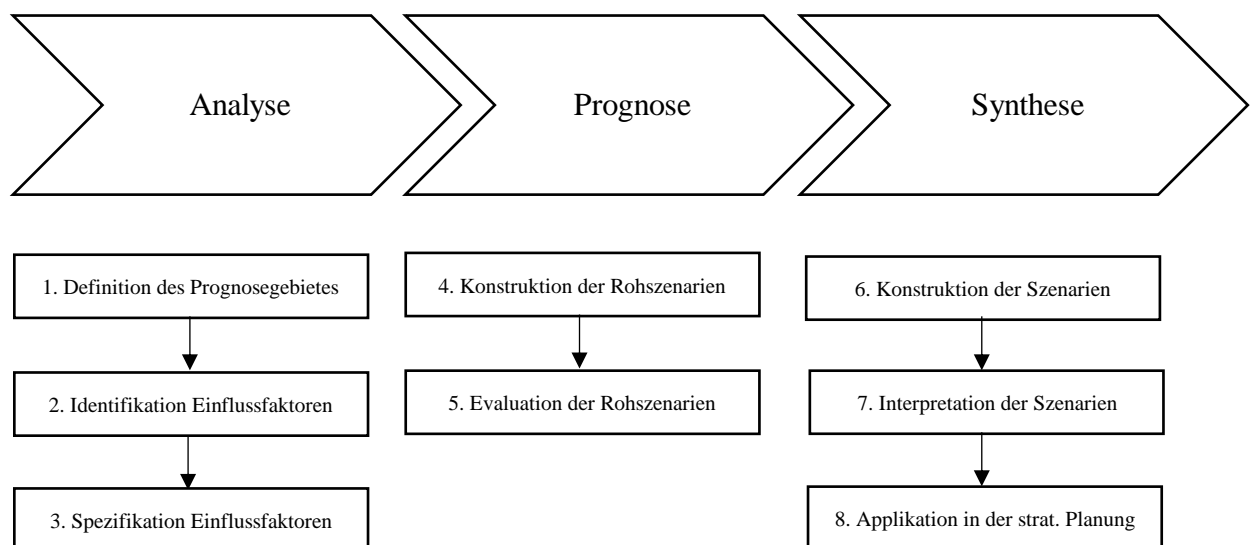 Analyse
Prognose
Synthese
1. Definition des Prognosegebietes
2. Identifikation Einflussfaktoren
3. Spezifikation Einflussfaktoren
4. Konstruktion der Rohszenarien
5. Evaluation der Rohszenarien
6. Konstruktion der Szenarien
7. Interpretation der Szenarien
8. Applikation in der strat. Planung